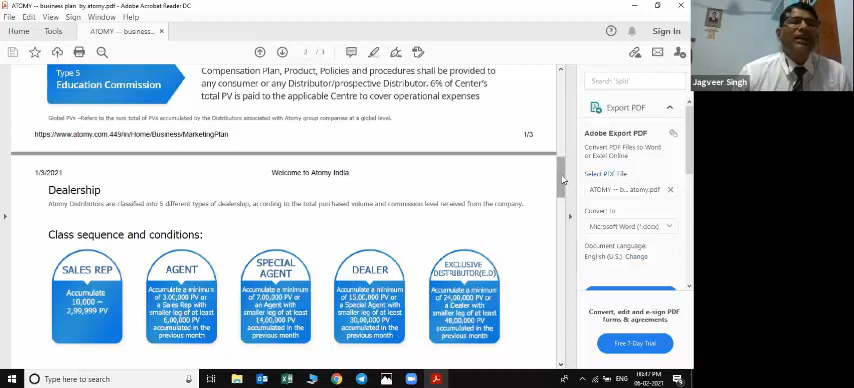 ATOMY -- business plan by atomy.pdf - Adobe Acrobat Reader DC
File Edit View Sign Window Help
Home Tools ATOMY -- business... × Sign In
2 / 3
Jagveer Singh
Type 5
Education Commission
Compensation Plan, Product, Policies and procedures shall be provided to
any consumer or any Distributor/prospective Distributor. 6% of Center's
total PV is paid to the applicable Centre to cover operational expenses
Global PVs --Refers to the sum total of PVs accumulated by the Distributors associated with Atomy group companies at a global level.
https://www.atomy.com:449/in/Home/Business/MarketingPlan 1/3
1/3/2021 Welcome to Atomy India
Dealership
Atomy Distributors are classified into 5 different types of dealership, according to the total purchased volume and commission level received from the company.
Class sequence and conditions:
SALES REP
Accumulate
10,000 ~
2,99,999 PV
AGENT
Accumulate a minimum
of 3,00,000 PV or
a Sales Rep with
smaller leg of at least
6,00,000 PV
accumulated in the
previous month
SPECIAL
AGENT
Accumulate a minimum
of 7,00,000 PV or
an Agent with
smaller leg of at least
14,00,000 PV
accumulated in the
previous month
DEALER
Accumulate a minimum
of 15,00,000 PV or
a Special Agent with
smaller leg of at least
30,00,000 PV
accumulated in the
previous month
EXCLUSIVE
DISTRIBUTOR(E.D)
Accumulate a minimum
of 24,00,000 PV or
a Dealer with
smaller leg of at least
48,00,000 PV
accumulated in the
previous month
Search 'Split'
Export PDF
Adobe Export PDF
Convert PDF Files to Word
or Excel Online
Select PDF File
ATOMY -- b... atomy.pdf ×
Convert to
Microsoft Word (*.docx)
Document Language:
English (U.S.) Change
Convert, edit and e-sign PDF
forms & agreements
Free 7-Day Trial
Type here to search
ENG
06:47 PM
06-02-2021